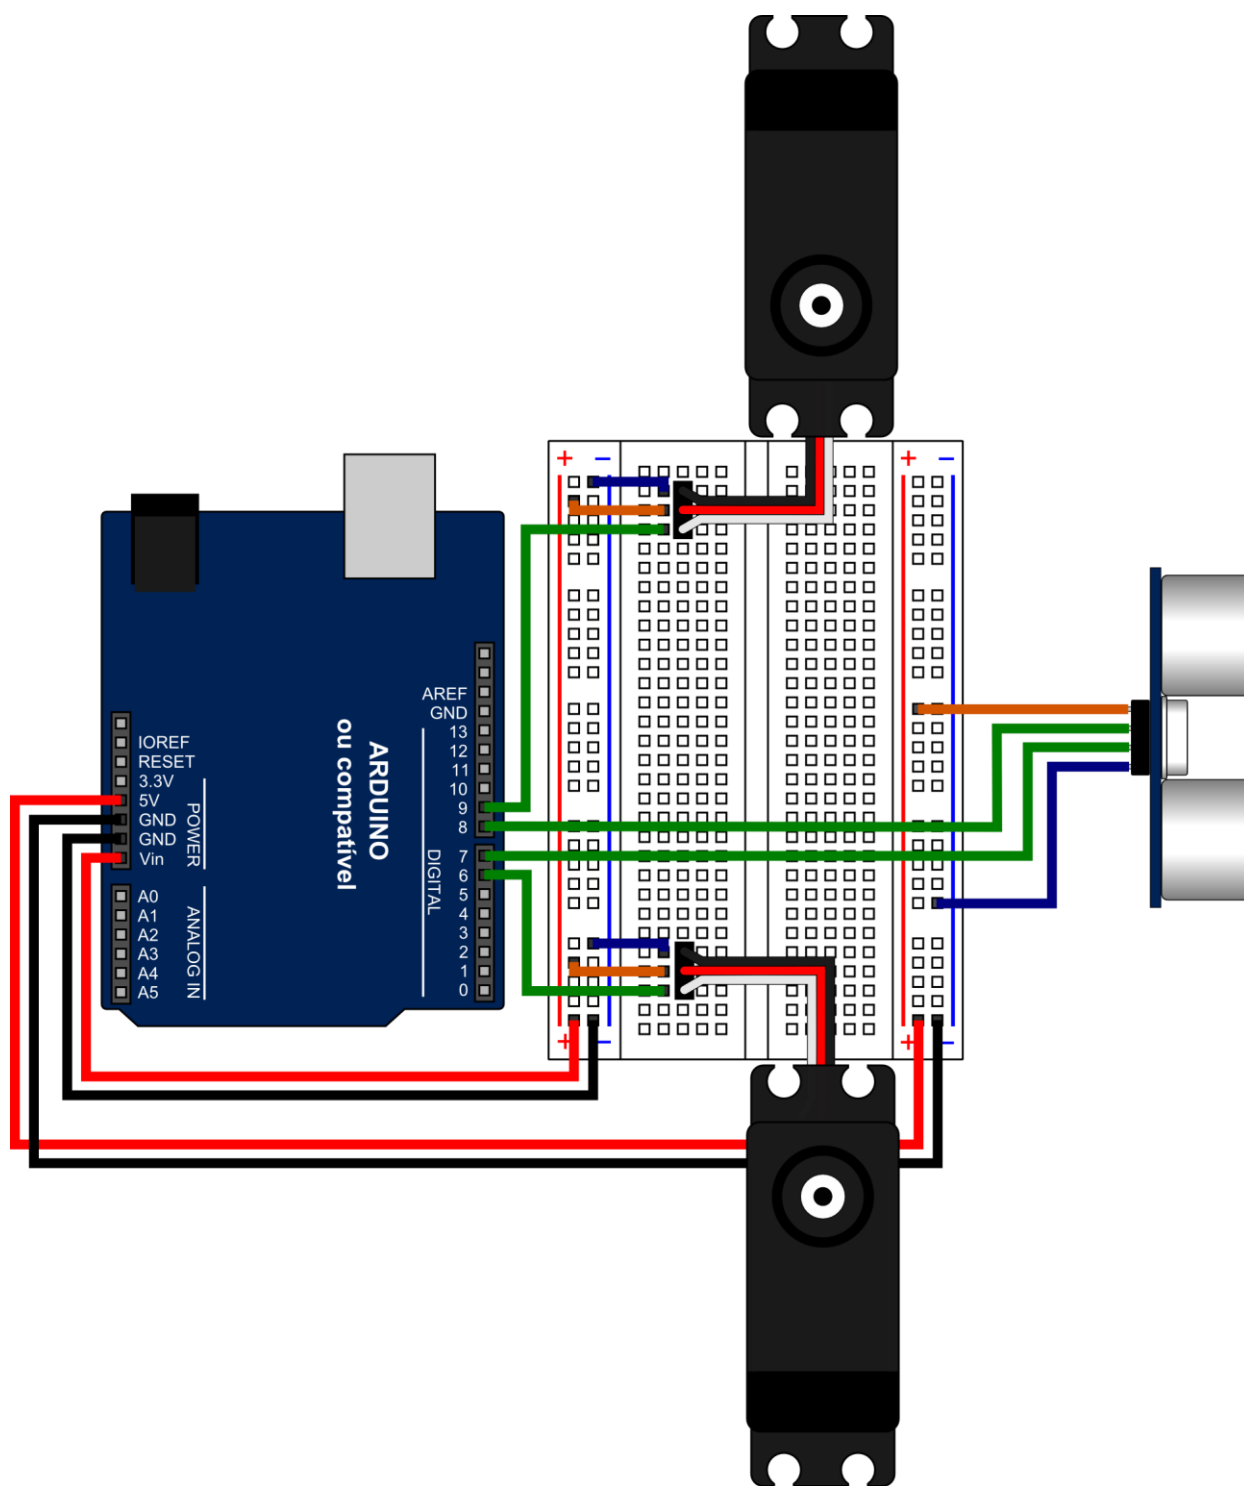 + −
+ −
IOREF
RESET
3.3V
5V
GND
GND
Vin
POWER
A0
A1
A2
A3
A4
A5
ANALOG IN
ARDUINO
ou compatível
AREF
GND
13
12
11
10
9
8
7
6
5
4
3
2
1
0
DIGITAL
+ −
+ −